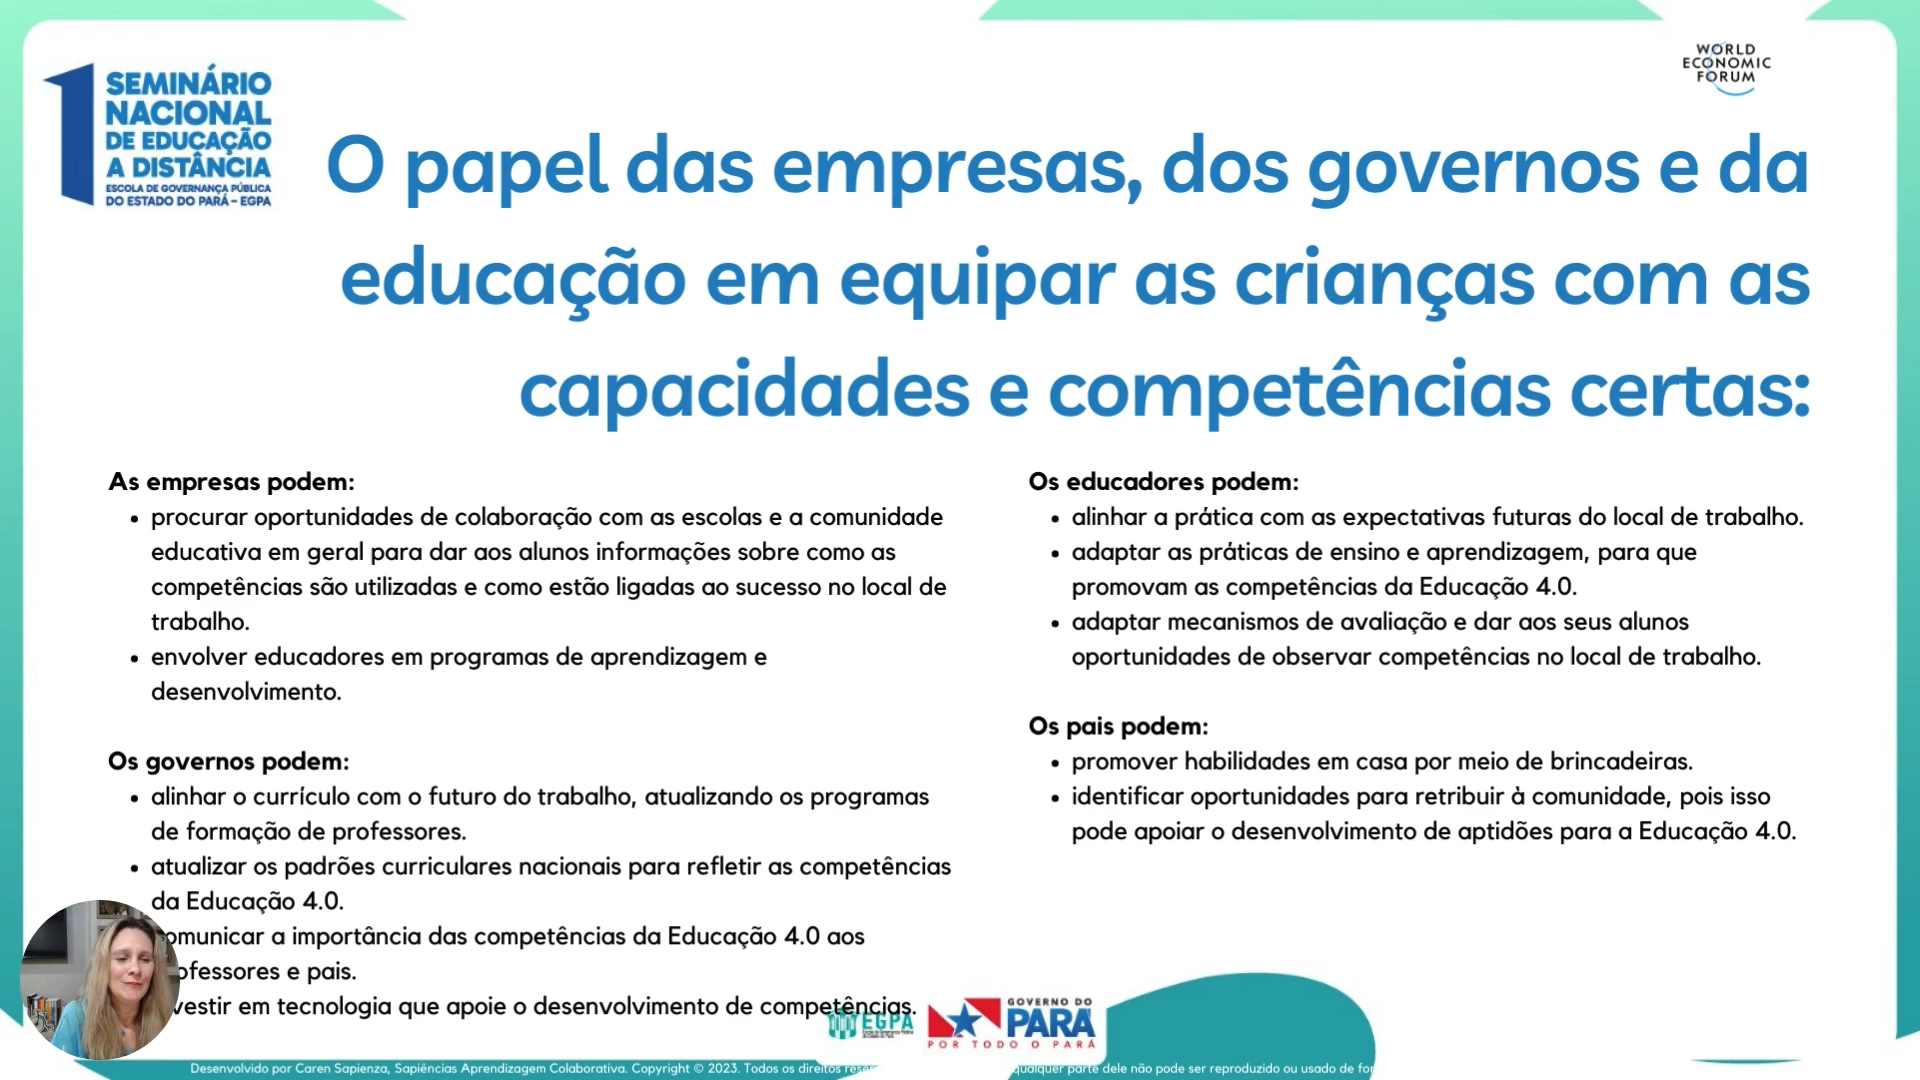 1 SEMINÁRIO
NACIONAL
DE EDUCAÇÃO
A DISTÂNCIA
ESCOLA DE GOVERNANÇA PÚBLICA
DO ESTADO DO PARÁ - EGPA
WORLD
ECONOMIC
FORUM
O papel das empresas, dos governos e da
educação em equipar as crianças com as
capacidades e competências certas:
As empresas podem:
• procurar oportunidades de colaboração com as escolas e a comunidade
educativa em geral para dar aos alunos informações sobre como as
competências são utilizadas e como estão ligadas ao sucesso no local de
trabalho.
• envolver educadores em programas de aprendizagem e
desenvolvimento.
Os governos podem:
• alinhar o currículo com o futuro do trabalho, atualizando os programas
de formação de professores.
• atualizar os padrões curriculares nacionais para refletir as competências
da Educação 4.0.
omunicar a importância das competências da Educação 4.0 aos
ofessores e pais.
vestir em tecnologia que apoie o desenvolvimento de competências.
Os educadores podem:
• alinhar a prática com as expectativas futuras do local de trabalho.
• adaptar as práticas de ensino e aprendizagem, para que
promovam as competências da Educação 4.0.
• adaptar mecanismos de avaliação e dar aos seus alunos
oportunidades de observar competências no local de trabalho.
Os pais podem:
• promover habilidades em casa por meio de brincadeiras.
• identificar oportunidades para retribuir à comunidade, pois isso
pode apoiar o desenvolvimento de aptidões para a Educação 4.0.
EGPA
GOVERNO DO
PARÁ
POR TODO O PARÁ
Desenvolvido por Caren Sapienza, Sapiências Aprendizagem Colaborativa. Copyright © 2023. Todos os direitos qualquer parte dele não pode ser reproduzido ou usado de